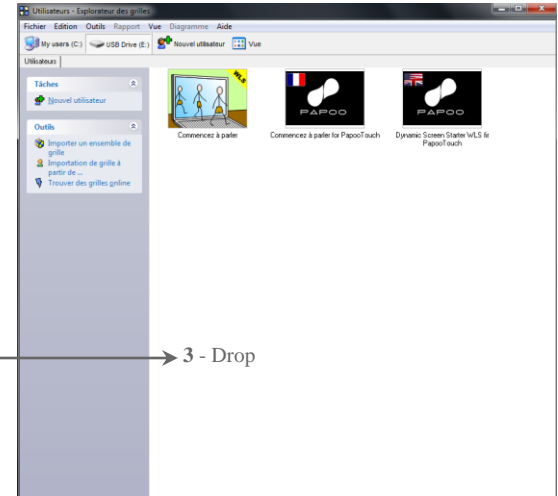 Utilisateurs - Explorateur des grilles
Fichier Edition Outils Rapport Vue Diagramme Aide
My users (C:) USB Drive (E:) Nouvel utilisateur Vue
Utilisateurs
Tâches
Nouvel utilisateur
Outils
Importer un ensemble de
grille
Importation de grille à
partir de ...
Trouver des grilles online
WLS
Commencez à parler
PAPOO
Commencez à parler for PapooTouch
PAPOO
Dynamic Screen Starter WLS for
PapooTouch
3 - Drop